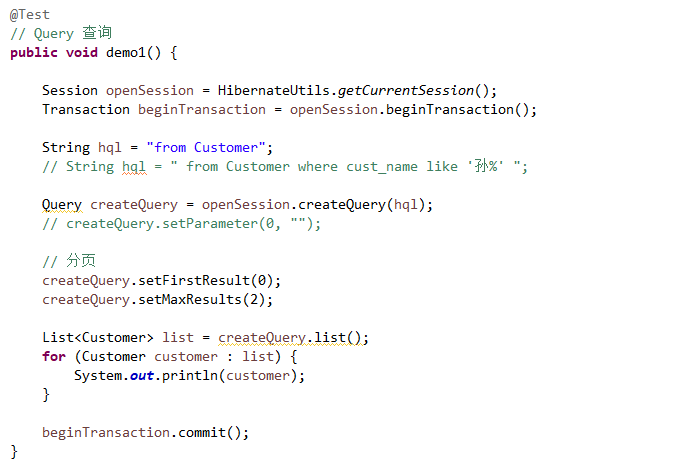 @Test
// Query 查询
public void demo1() {
Session openSession = HibernateUtils.getCurrentSession();
Transaction beginTransaction = openSession.beginTransaction();
String hql = "from Customer";
// String hql = " from Customer where cust_name like '孙%' ";
Query createQuery = openSession.createQuery(hql);
// createQuery.setParameter(0, "");
// 分页
createQuery.setFirstResult(0);
createQuery.setMaxResults(2);
List<Customer> list = createQuery.list();
for (Customer customer : list) {
System.out.println(customer);
}
beginTransaction.commit();
}